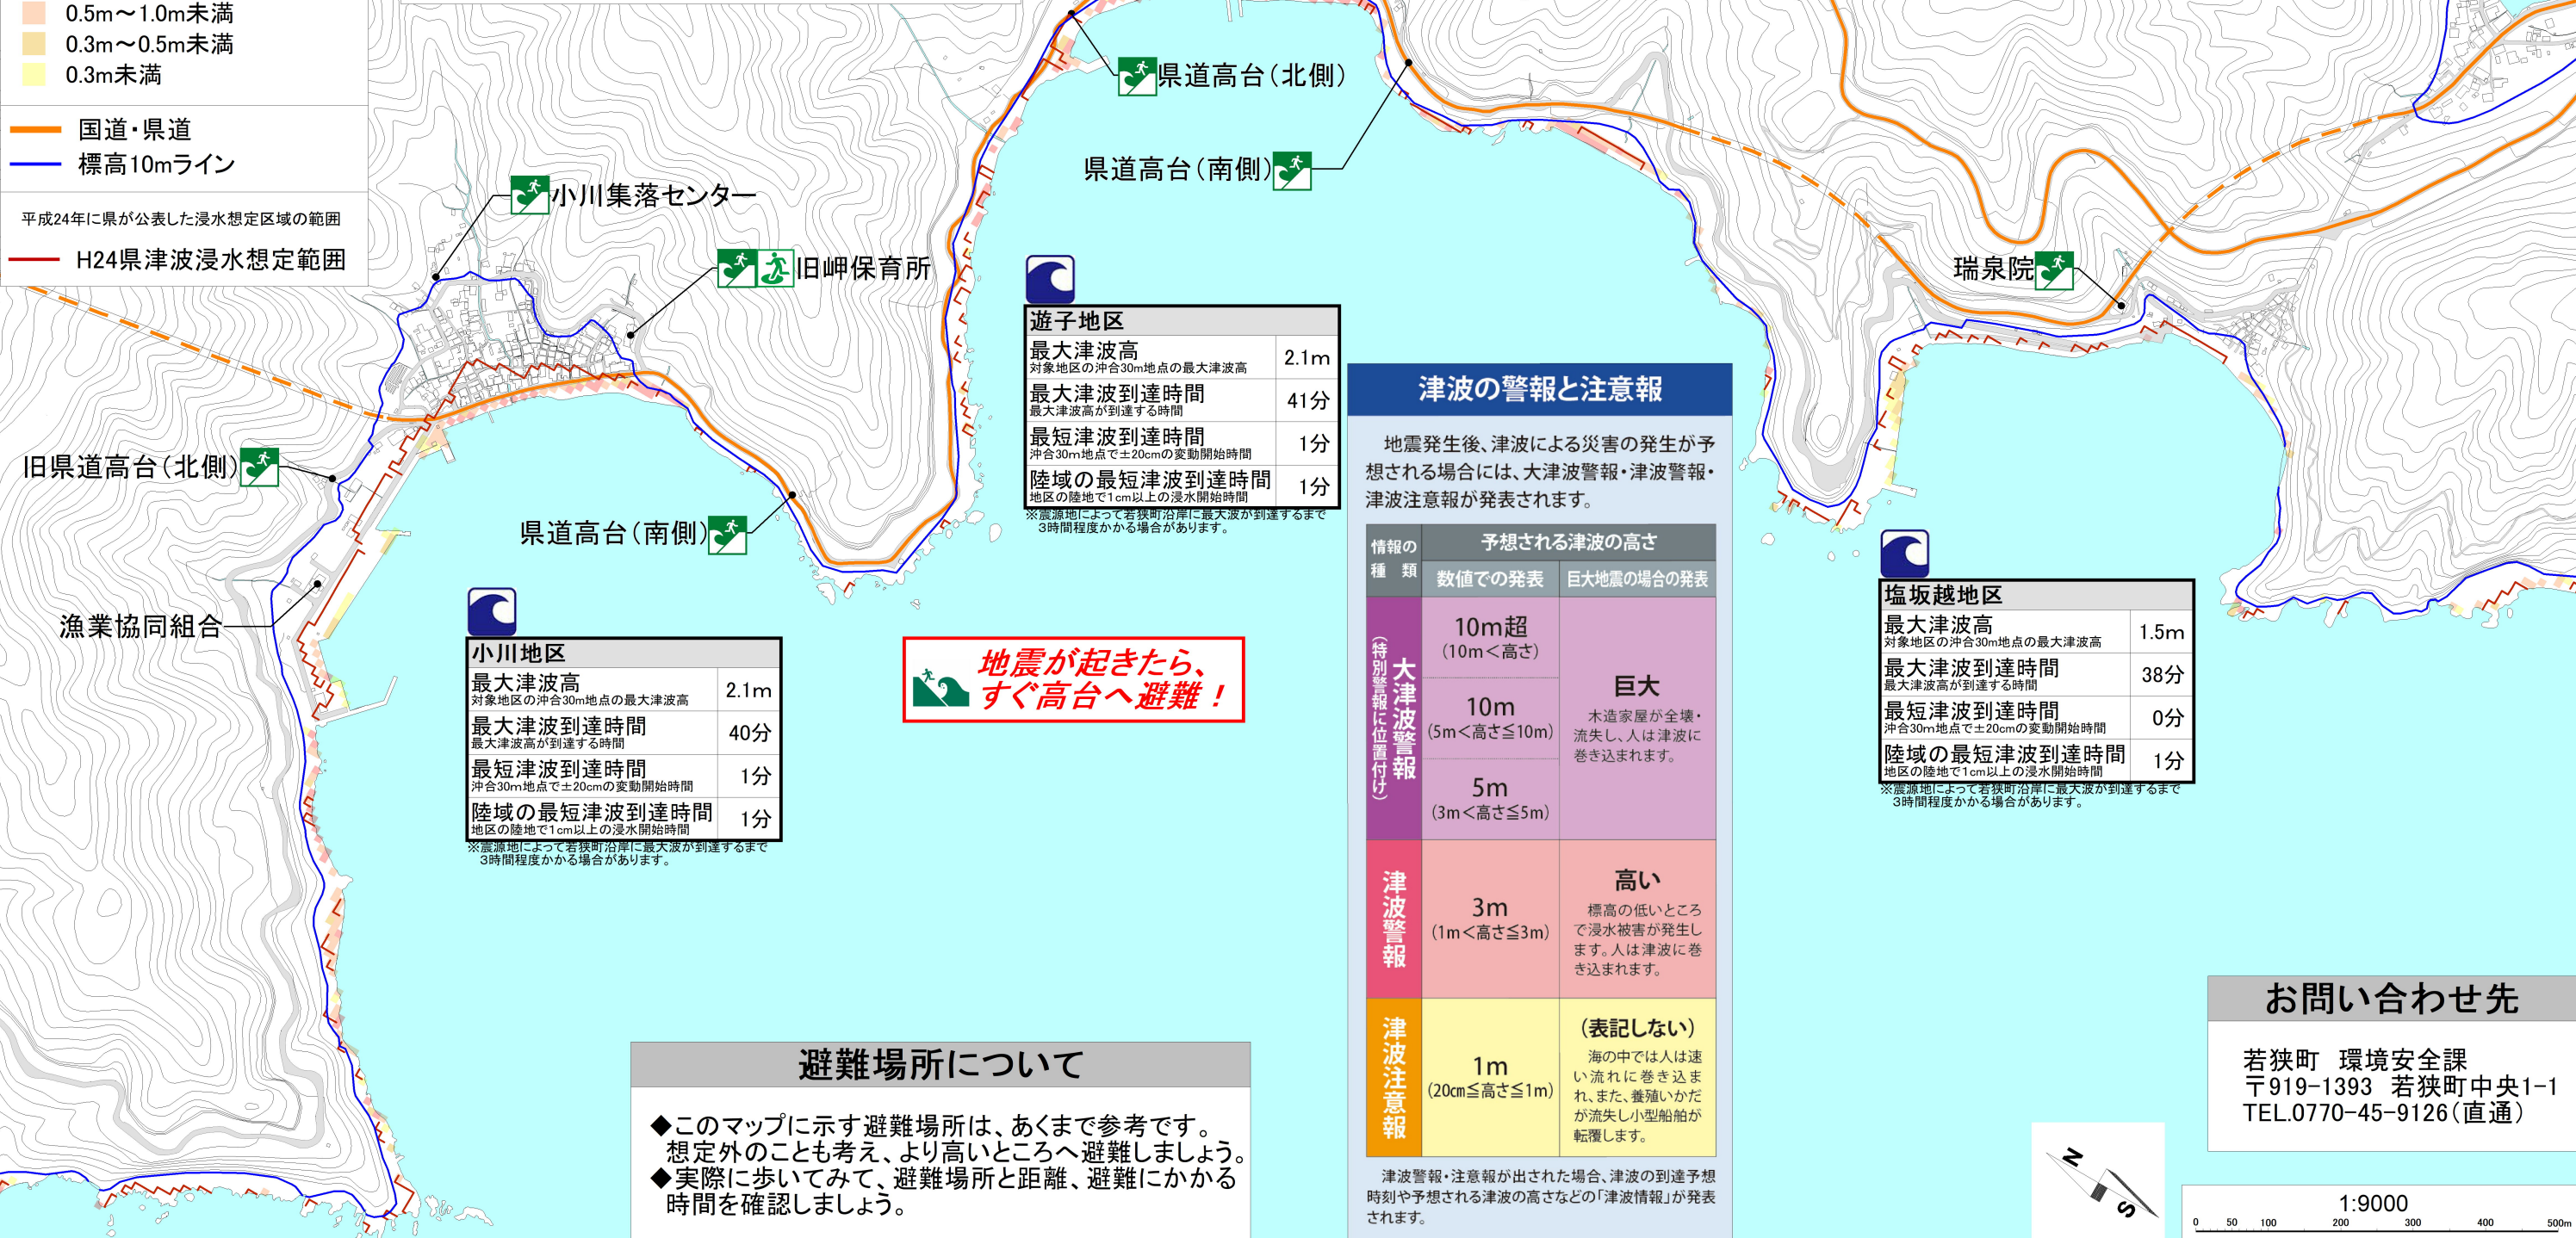 0.5m～1.0m未満
0.3m～0.5m未満
0.3m未満
国道・県道
標高10mライン
平成24年に県が公表した浸水想定区域の範囲
H24県津波浸水想定範囲
県道高台（北側）
県道高台（南側）
小川集落センター
旧岬保育所
瑞泉院
旧県道高台（北側）
県道高台（南側）
漁業協同組合
遊子地区
最大津波高
対象地区の沖合30m地点の最大津波高
2.1m
最大津波到達時間
最大津波高が到達する時間
41分
最短津波到達時間
沖合30m地点で±20cmの変動開始時間
1分
陸域の最短津波到達時間
地区の陸地で1cm以上の浸水開始時間
1分
※震源地によって若狭町沿岸に最大波が到達するまで
3時間程度かかる場合があります。
小川地区
最大津波高
対象地区の沖合30m地点の最大津波高
2.1m
最大津波到達時間
最大津波高が到達する時間
40分
最短津波到達時間
沖合30m地点で±20cmの変動開始時間
1分
陸域の最短津波到達時間
地区の陸地で1cm以上の浸水開始時間
1分
※震源地によって若狭町沿岸に最大波が到達するまで
3時間程度かかる場合があります。
地震が起きたら、
すぐ高台へ避難！
津波の警報と注意報
地震発生後、津波による災害の発生が予
想される場合には、大津波警報・津波警報・
津波注意報が発表されます。
情報の
種　類
予想される津波の高さ
数値での発表
巨大地震の場合の発表
大津波警報
（特別警報に位置付け）
10m超
（10m＜高さ）
10m
（5m＜高さ≦10m）
5m
（3m＜高さ≦5m）
巨大
木造家屋が全壊・
流失し、人は津波に
巻き込まれます。
津波警報
3m
（1m＜高さ≦3m）
高い
標高の低いところ
で浸水被害が発生し
ます。人は津波に巻
き込まれます。
津波注意報
1m
（20cm≦高さ≦1m）
（表記しない）
海の中では人は速
い流れに巻き込ま
れ、また、養殖いかだ
が流失し小型船舶が
転覆します。
津波警報・注意報が出された場合、津波の到達予想
時刻や予想される津波の高さなどの「津波情報」が発表
されます。
塩坂越地区
最大津波高
対象地区の沖合30m地点の最大津波高
1.5m
最大津波到達時間
最大津波高が到達する時間
38分
最短津波到達時間
沖合30m地点で±20cmの変動開始時間
0分
陸域の最短津波到達時間
地区の陸地で1cm以上の浸水開始時間
1分
※震源地によって若狭町沿岸に最大波が到達するまで
3時間程度かかる場合があります。
避難場所について
◆このマップに示す避難場所は、あくまで参考です。
想定外のことも考え、より高いところへ避難しましょう。
◆実際に歩いてみて、避難場所と距離、避難にかかる
時間を確認しましょう。
お問い合わせ先
若狭町　環境安全課
〒919-1393　若狭町中央1-1
TEL.0770-45-9126（直通）
N
S
1:9000
0 50 100 200 300 400 500m